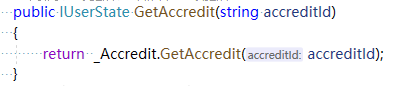 public IUserState GetAccredit(string accreditId)
{
return _Accredit.GetAccredit(accreditId: accreditId);
}